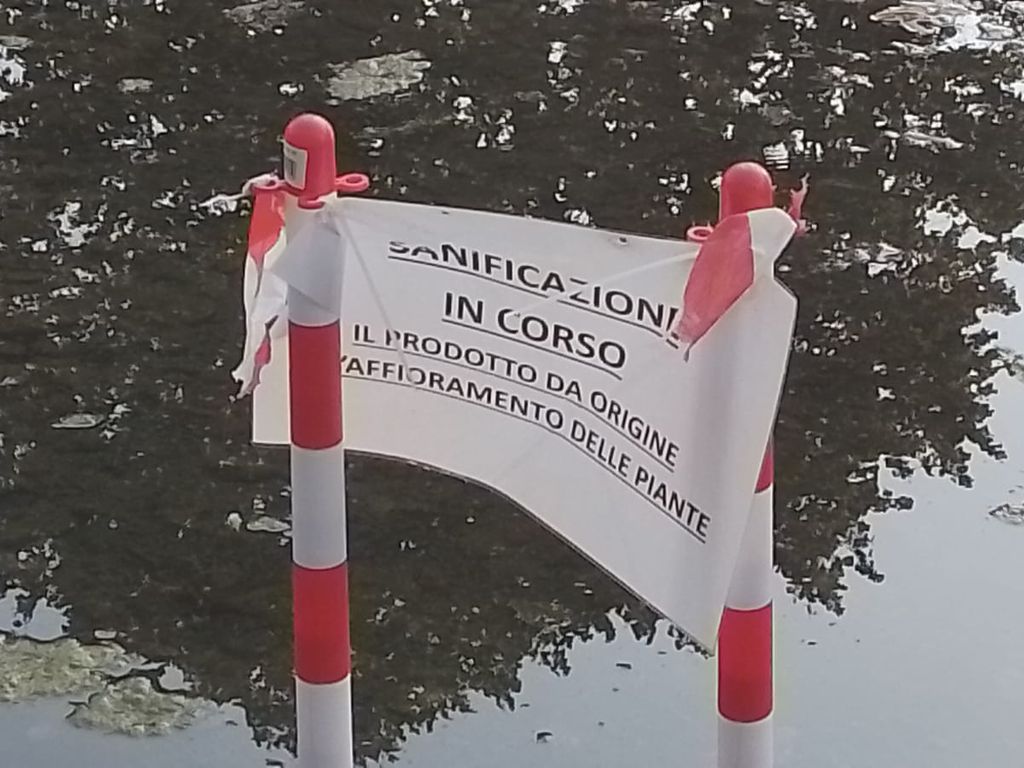 SANIFICAZIONE
IN CORSO
IL PRODOTTO DA ORIGINE
L'AFFIORAMENTO DELLE PIANTE